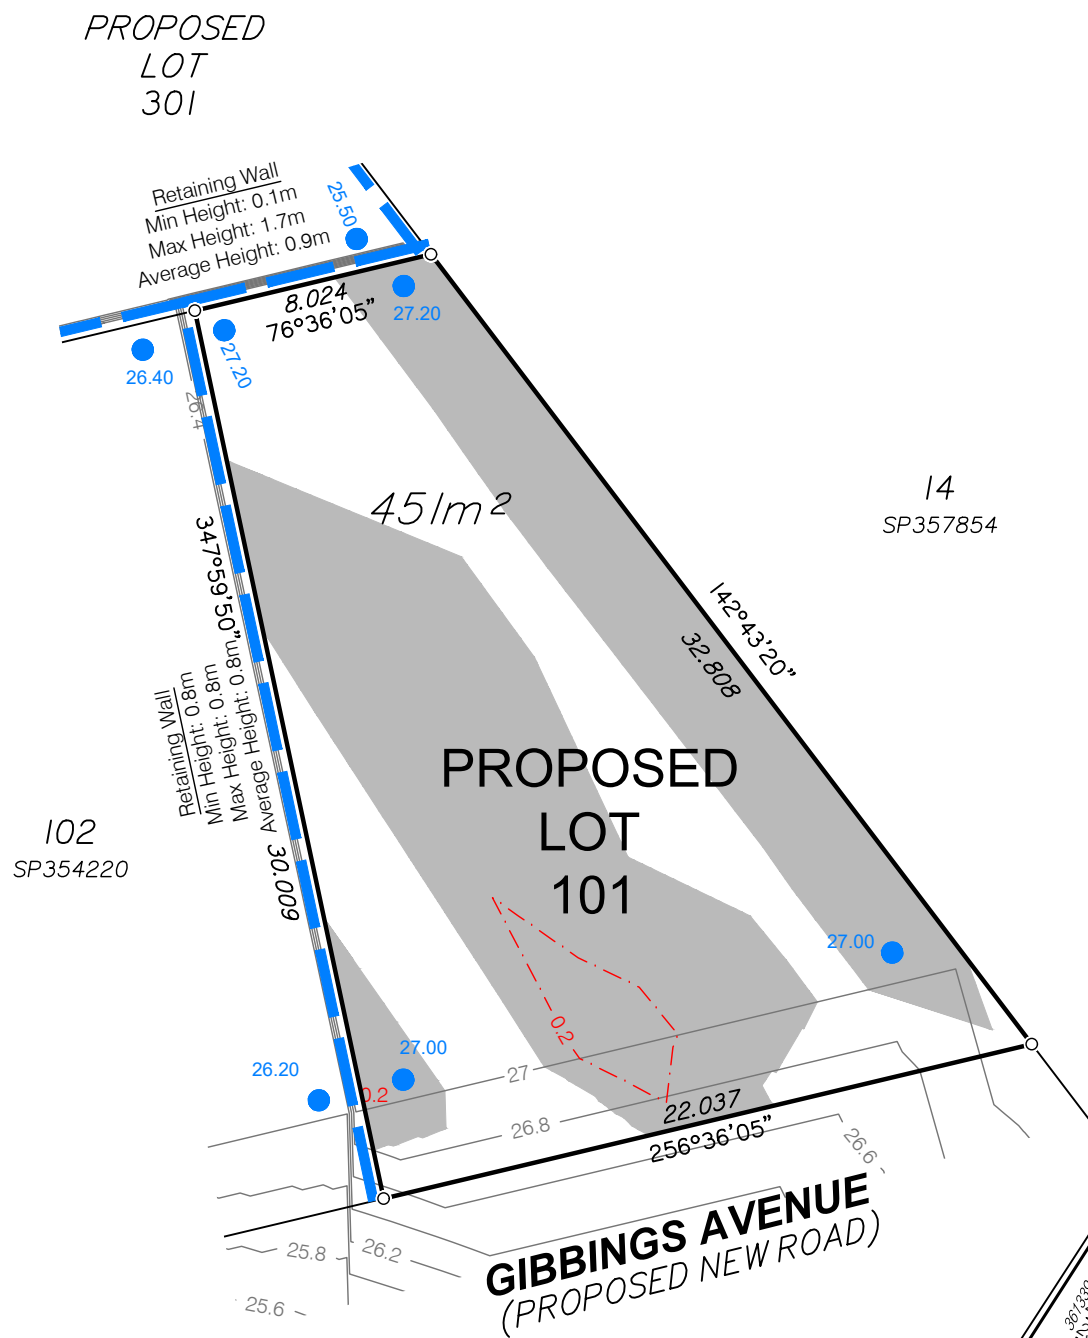 PROPOSED
LOT
301
Retaining Wall
Min Height: 0.1m
Max Height: 1.7m
Average Height: 0.9m
25.50
8.024
76°36'05"
27.20
27.20
26.40
26.4
451m²
14
SP357854
347°59'50"
142°43'20"
32.808
Retaining Wall
Min Height: 0.8m
Max Height: 0.8m
Average Height: 0.8m
30.009
PROPOSED
LOT
101
102
SP354220
27.00
0.2
27.00
26.20
0.2
27
26.8
22.037
256°36'05"
26.6
GIBBINGS AVENUE
(PROPOSED NEW ROAD)
25.8
26.2
25.6
361330